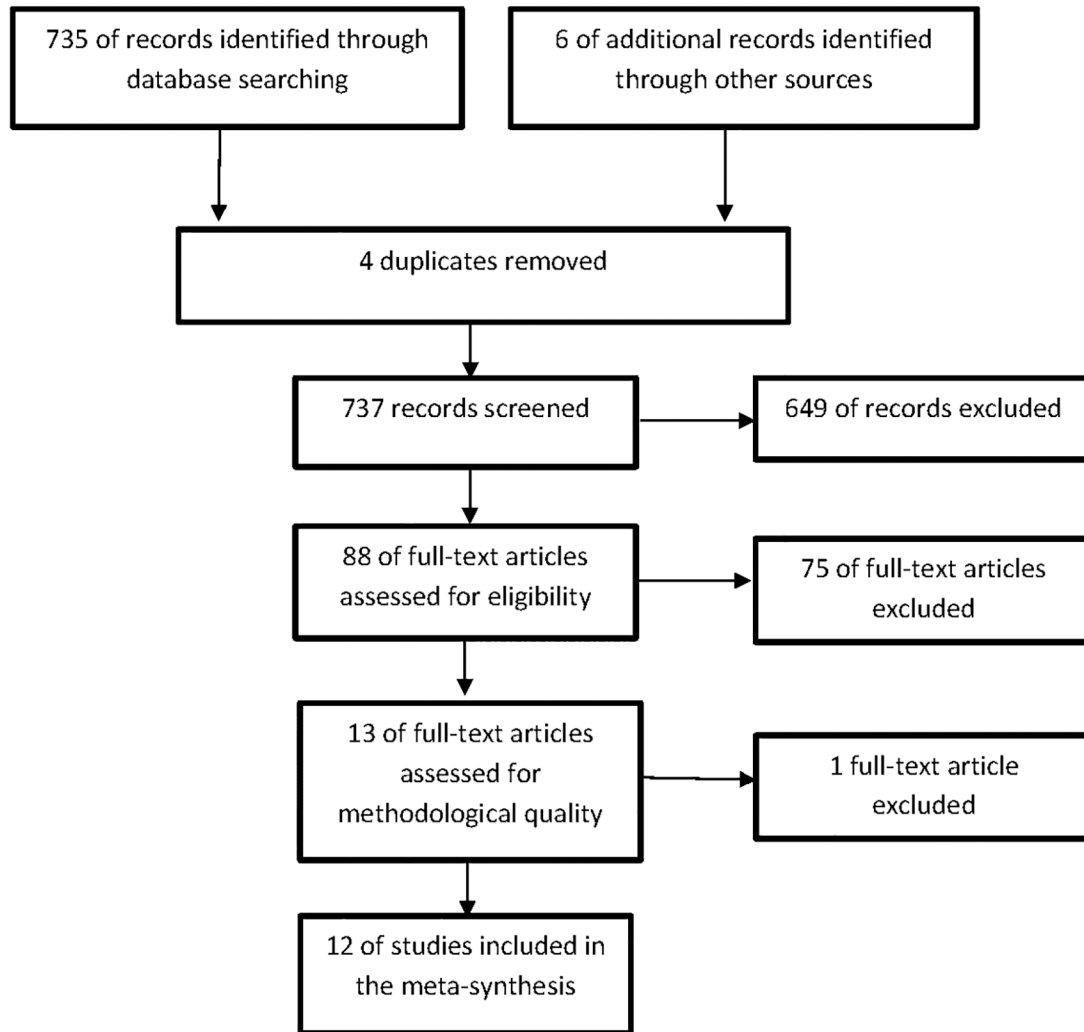 735 of records identified through
database searching
6 of additional records identified
through other sources
4 duplicates removed
737 records screened
649 of records excluded
88 of full-text articles
assessed for eligibility
75 of full-text articles
excluded
13 of full-text articles
assessed for
methodological quality
1 full-text article
excluded
12 of studies included in
the meta-synthesis